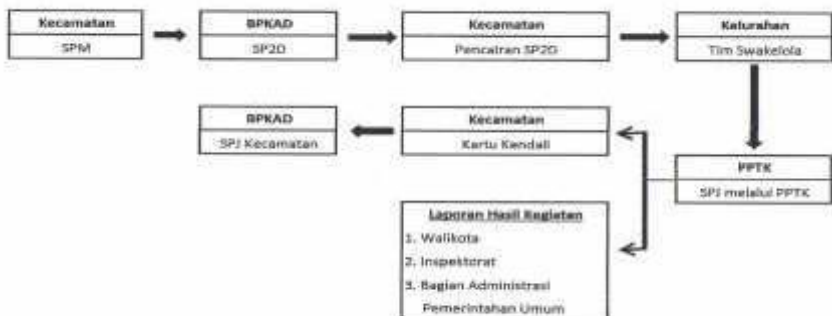 Kecamatan
SPM
BPKAD
SP2D
Kecamatan
Pencairan SP2D
Kelurahan
Tim Swakelola
BPKAD
SPJ Kecamatan
Kecamatan
Kartu Kendali
PPTK
SPJ melalui PPTK
Laporan Hasil Kegiatan
1. Walikota
2. Inspektorat
3. Bagian Administrasi
Pemerintahan Umum